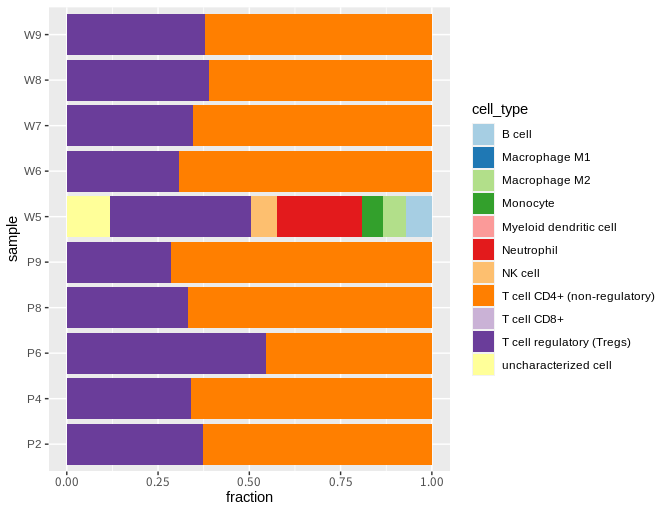 W9
W8
W7
W6
W5
P9
P8
P6
P4
P2
sample
0.00 0.25 0.50 0.75 1.00
fraction
cell_type
B cell
Macrophage M1
Macrophage M2
Monocyte
Myeloid dendritic cell
Neutrophil
NK cell
T cell CD4+ (non-regulatory)
T cell CD8+
T cell regulatory (Tregs)
uncharacterized cell